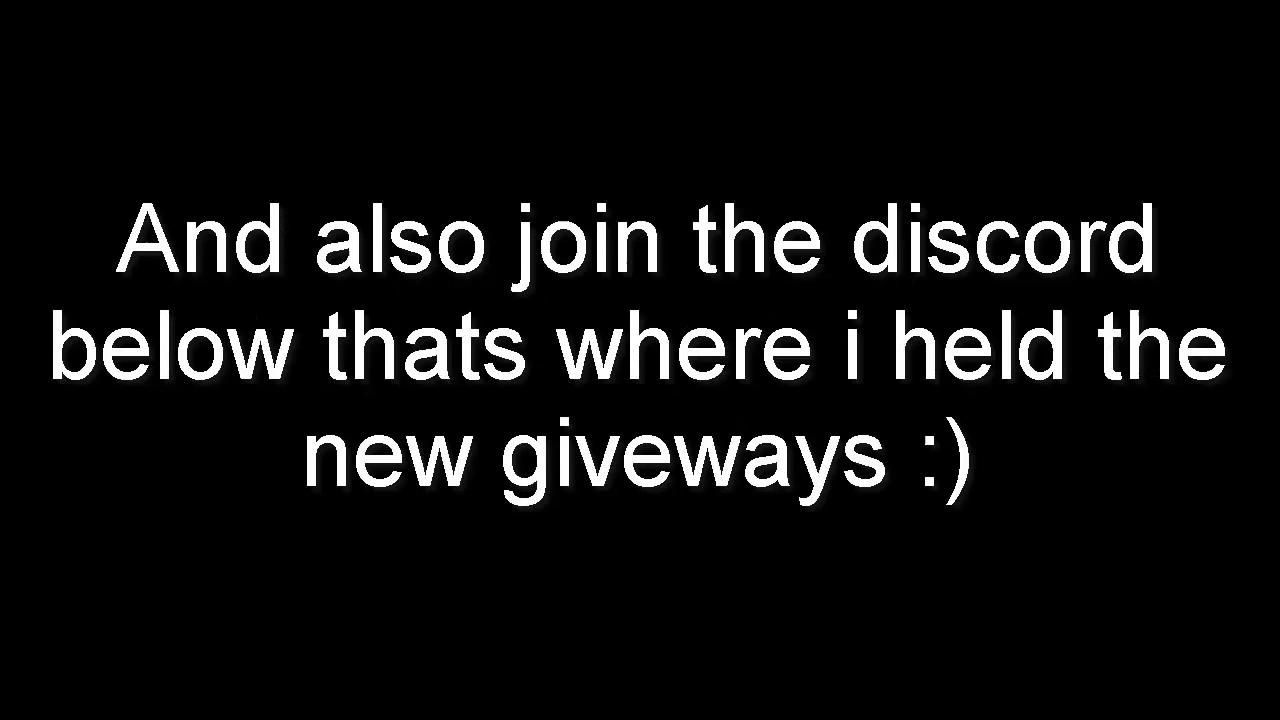 And also join the discord
below thats where i held the
new giveways :)